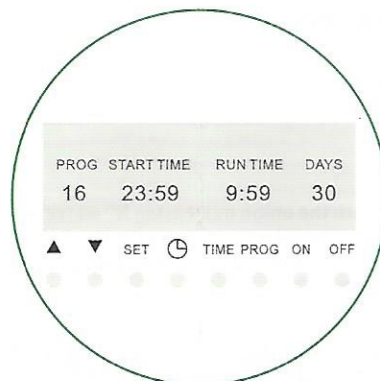 PROG START TIME RUN TIME DAYS
16 23:59 9:59 30
▲ ▼ SET TIME PROG ON OFF